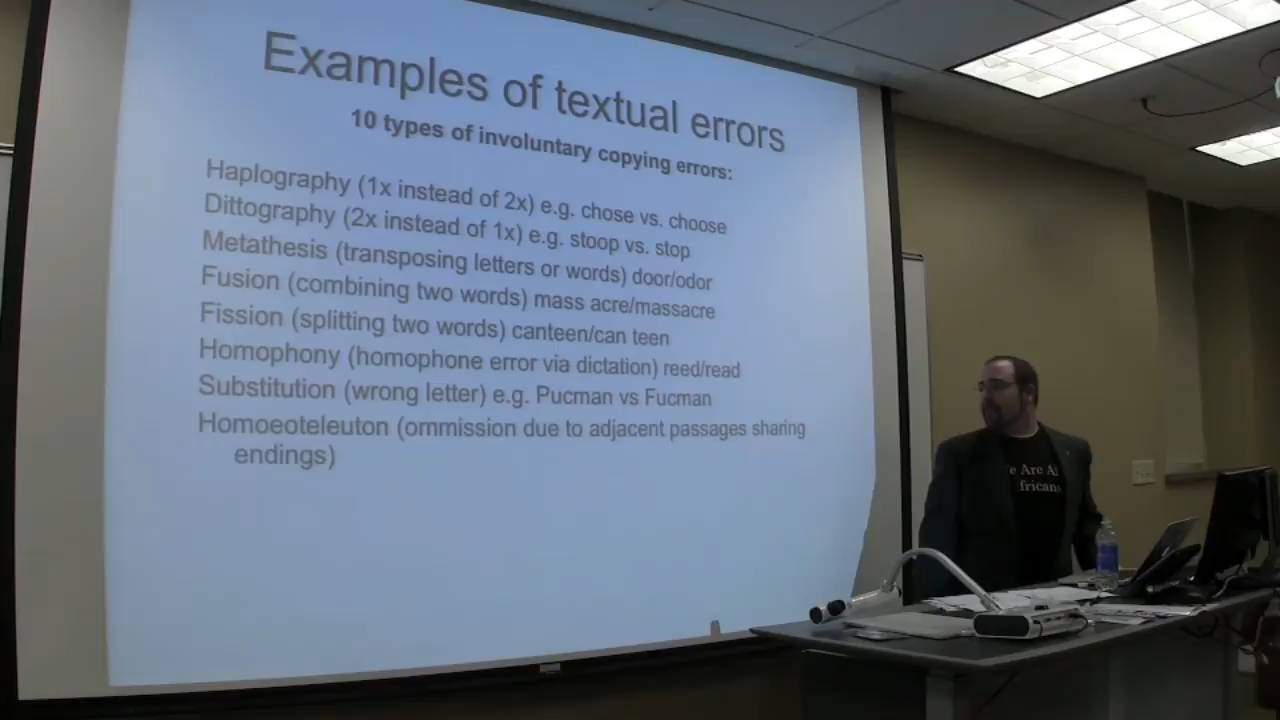 Examples of textual errors
10 types of involuntary copying errors:
Haplography (1x instead of 2x) e.g. chose vs. choose
Dittography (2x instead of 1x) e.g. stoop vs. stop
Metathesis (transposing letters or words) door/odor
Fusion (combining two words) mass acre/massacre
Fission (splitting two words) canteen/can teen
Homophony (homophone error via dictation) reed/read
Substitution (wrong letter) e.g. Pucman vs Fucman
Homoeoteleuton (ommission due to adjacent passages sharing
endings)
e Are Al
frican